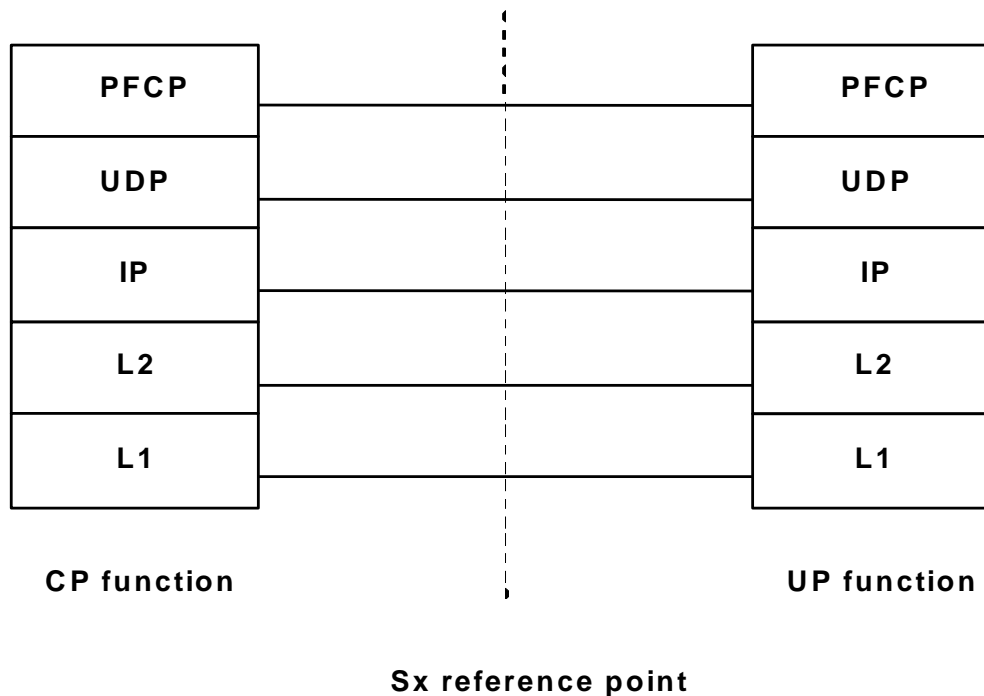 PFCP
PFCP
UDP
UDP
IP
IP
L2
L2
L1
L1
CP function
UP function
Sx reference point